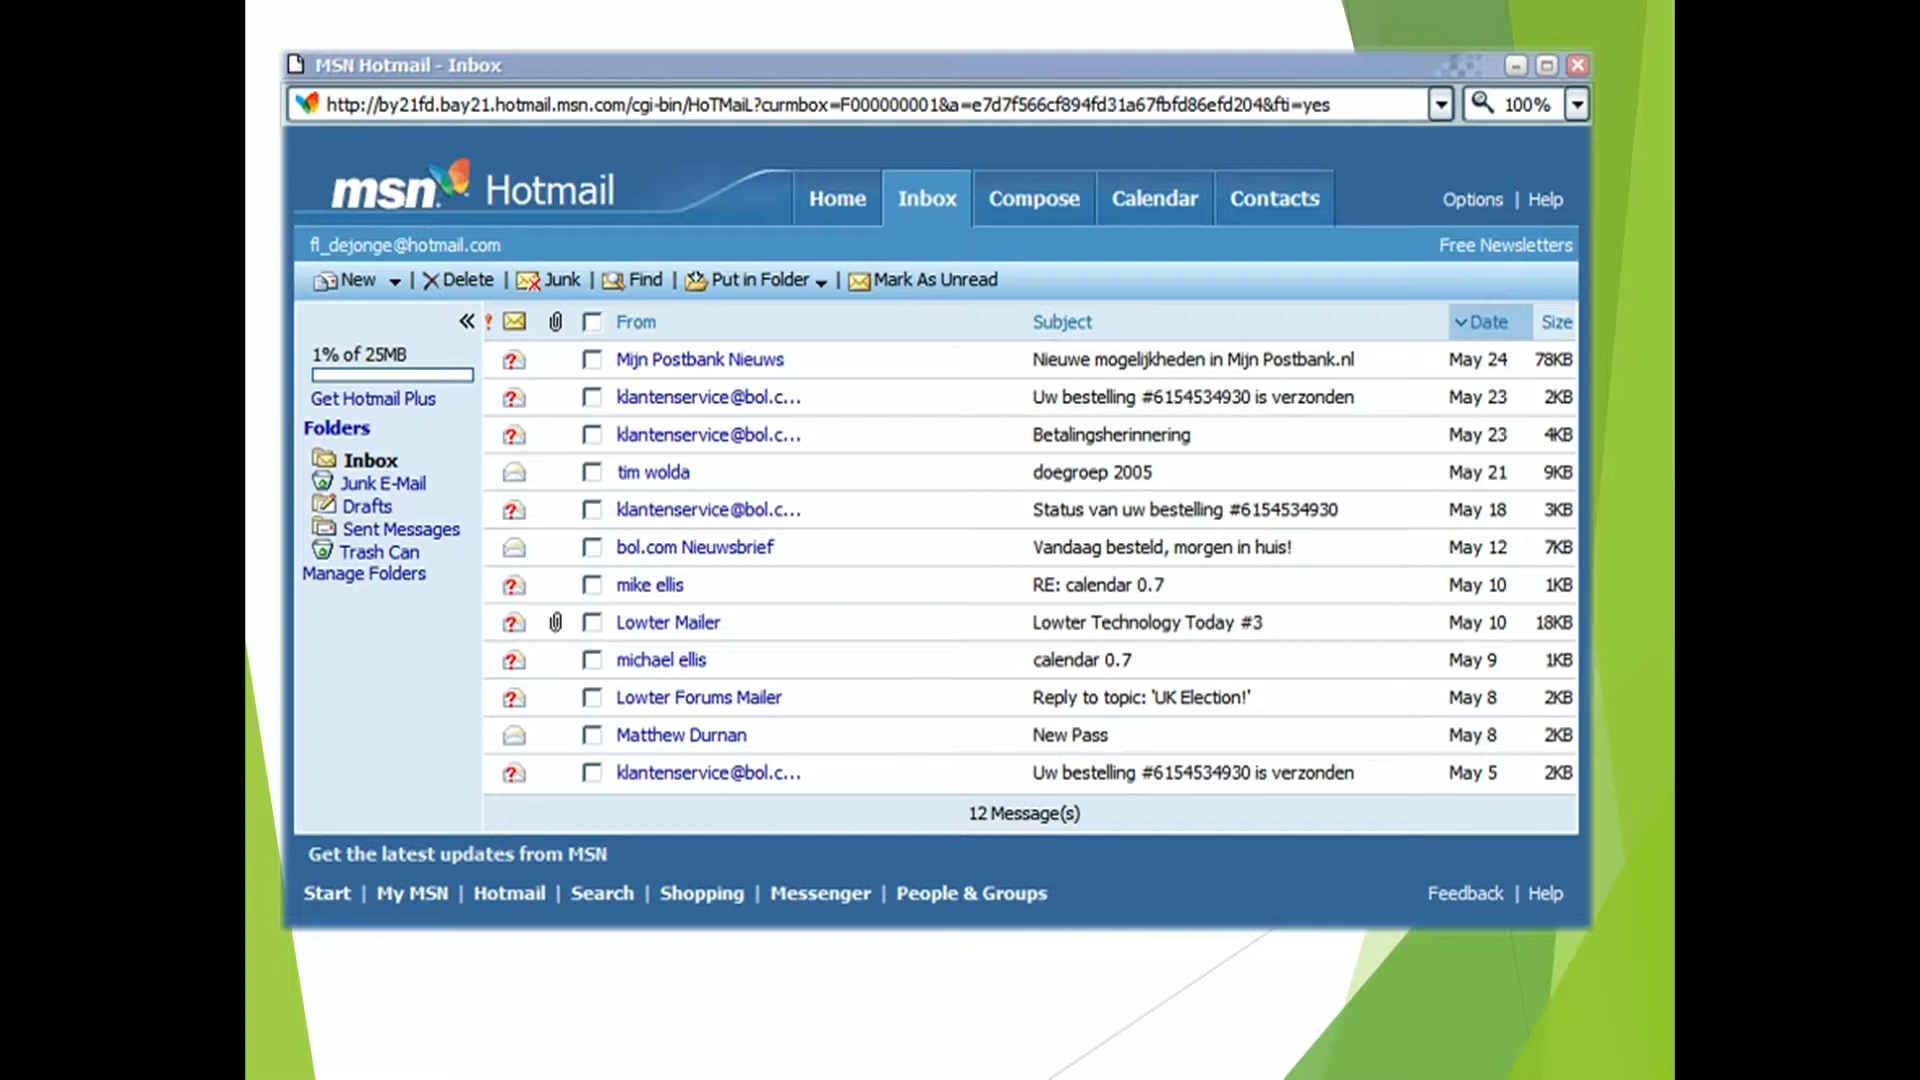 MSN Hotmail - Inbox
http://by21fd.bay21.hotmail.msn.com/cgi-bin/HoTMaiL?curmbox=F000000001&a=e7d7f566cf894fd31a67fbfd86efd204&fti=yes 100%
msn Hotmail Home Inbox Compose Calendar Contacts Options | Help
fl_dejonge@hotmail.com Free Newsletters
New | Delete | Junk | Find | Put in Folder | Mark As Unread
From Subject Date Size
1% of 25MB
Get Hotmail Plus
Folders
Inbox
Junk E-Mail
Drafts
Sent Messages
Trash Can
Manage Folders
Mijn Postbank Nieuws Nieuwe mogelijkheden in Mijn Postbank.nl May 24 78KB
klantenservice@bol.c... Uw bestelling #6154534930 is verzonden May 23 2KB
klantenservice@bol.c... Betalingsherinnering May 23 4KB
tim wolda doegroep 2005 May 21 9KB
klantenservice@bol.c... Status van uw bestelling #6154534930 May 18 3KB
bol.com Nieuwsbrief Vandaag besteld, morgen in huis! May 12 7KB
mike ellis RE: calendar 0.7 May 10 1KB
Lowter Mailer Lowter Technology Today #3 May 10 18KB
michael ellis calendar 0.7 May 9 1KB
Lowter Forums Mailer Reply to topic: 'UK Election!' May 8 2KB
Matthew Durnan New Pass May 8 2KB
klantenservice@bol.c... Uw bestelling #6154534930 is verzonden May 5 2KB
12 Message(s)
Get the latest updates from MSN
Start | My MSN | Hotmail | Search | Shopping | Messenger | People & Groups Feedback | Help